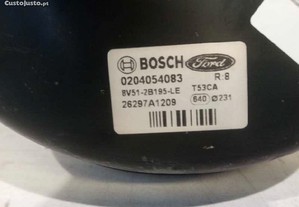 CustoJusto.pt
BOSCH Ford
0204054083 R:8
8V51-2B195-LE T53CA
26297A1209 640 Ø231